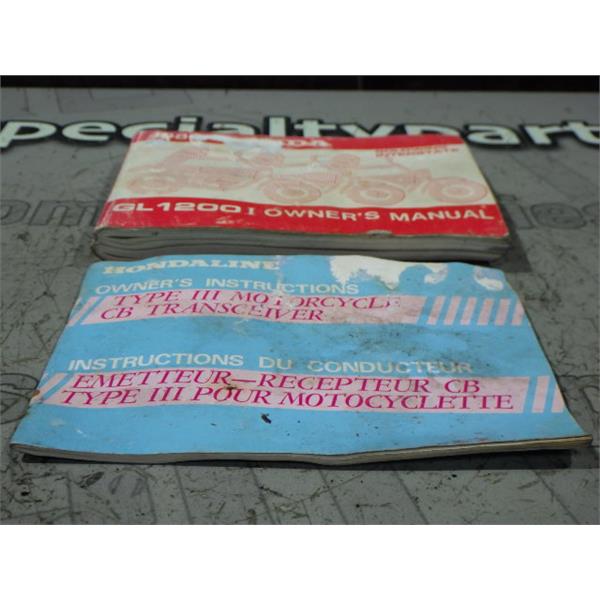 specialtypart
GL1200I OWNER'S MANUAL
HONDALINE
OWNER'S INSTRUCTIONS
TYPE III MOTORCYCLE
CB TRANSCEIVER
INSTRUCTIONS DU CONDUCTEUR
EMETTEUR—RECEPTEUR CB
TYPE III POUR MOTOCYCLETTE